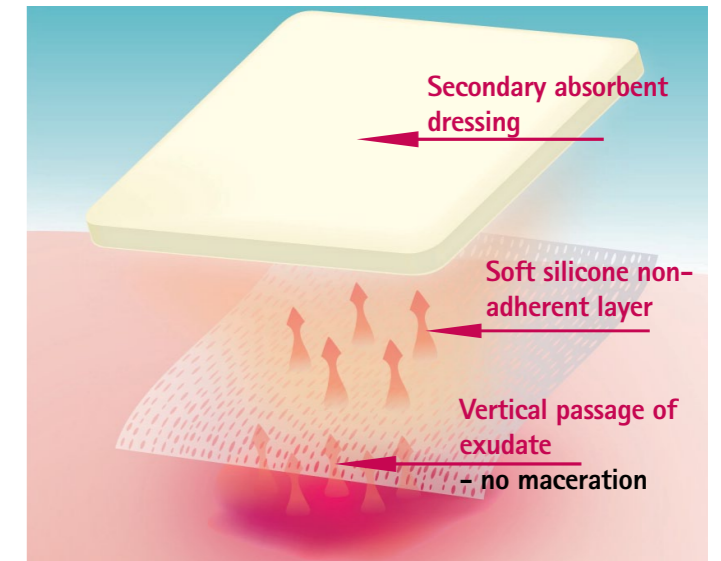 Secondary absorbent
dressing
Soft silicone non-
adherent layer
Vertical passage of
exudate
- no maceration